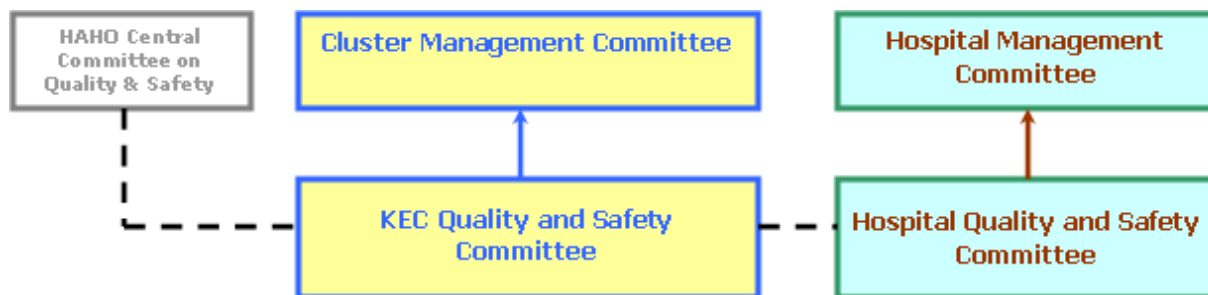 HAHO Central
Committee on
Quality & Safety
Cluster Management Committee
Hospital Management
Committee
KEC Quality and Safety
Committee
Hospital Quality and Safety
Committee